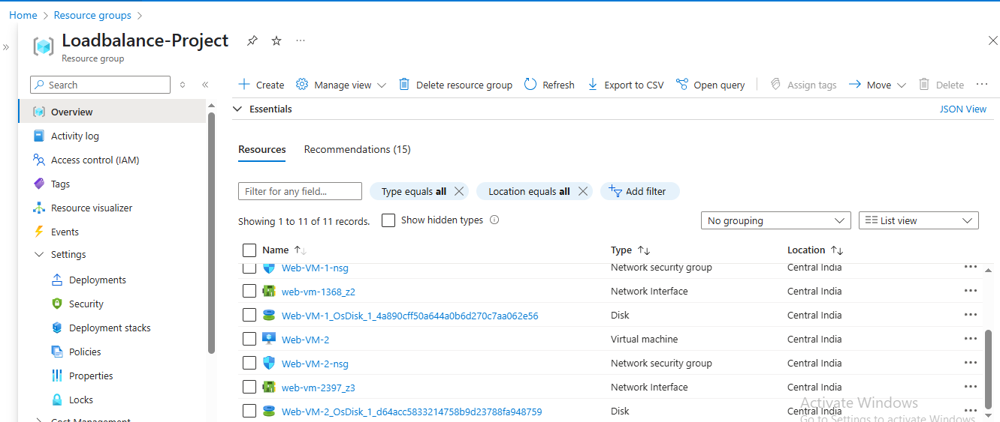 Home > Resource groups >
Loadbalance-Project
Resource group
Search
Overview
Activity log
Access control (IAM)
Tags
Resource visualizer
Events
Settings
Deployments
Security
Deployment stacks
Policies
Properties
Locks
Cost Management
Create Manage view Delete resource group Refresh Export to CSV Open query Assign tags Move Delete
Essentials JSON View
Resources Recommendations (15)
Filter for any field... Type equals all Location equals all Add filter
Showing 1 to 11 of 11 records. Show hidden types No grouping List view
Name Type Location
Web-VM-1-nsg Network security group Central India
web-vm-1368_z2 Network Interface Central India
Web-VM-1_OsDisk_1_4a890cff50a644a0b6d270c7aa062e56 Disk Central India
Web-VM-2 Virtual machine Central India
Web-VM-2-nsg Network security group Central India
web-vm-2397_z3 Network Interface Central India
Web-VM-2_OsDisk_1_d64acc5833214758b9d23788fa948759 Disk Central India
Activate Windows
Go to Settings to activate Windows.